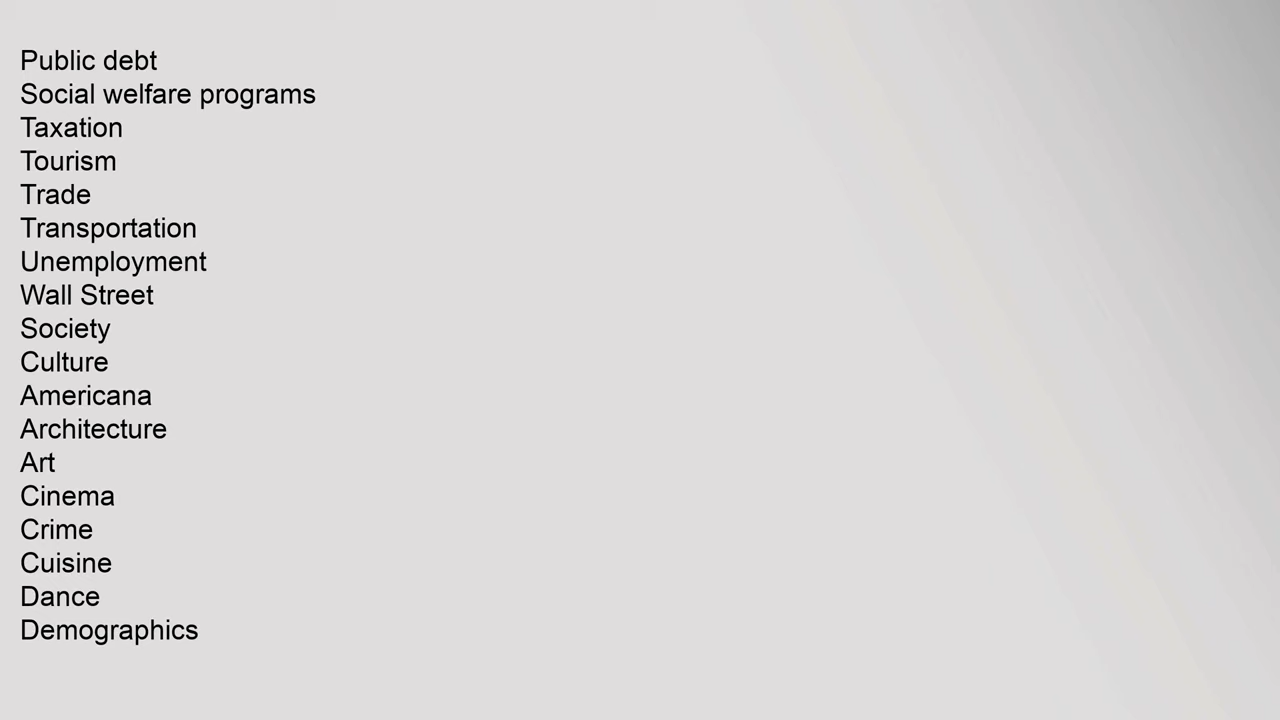 Public debt
Social welfare programs
Taxation
Tourism
Trade
Transportation
Unemployment
Wall Street
Society
Culture
Americana
Architecture
Art
Cinema
Crime
Cuisine
Dance
Demographics